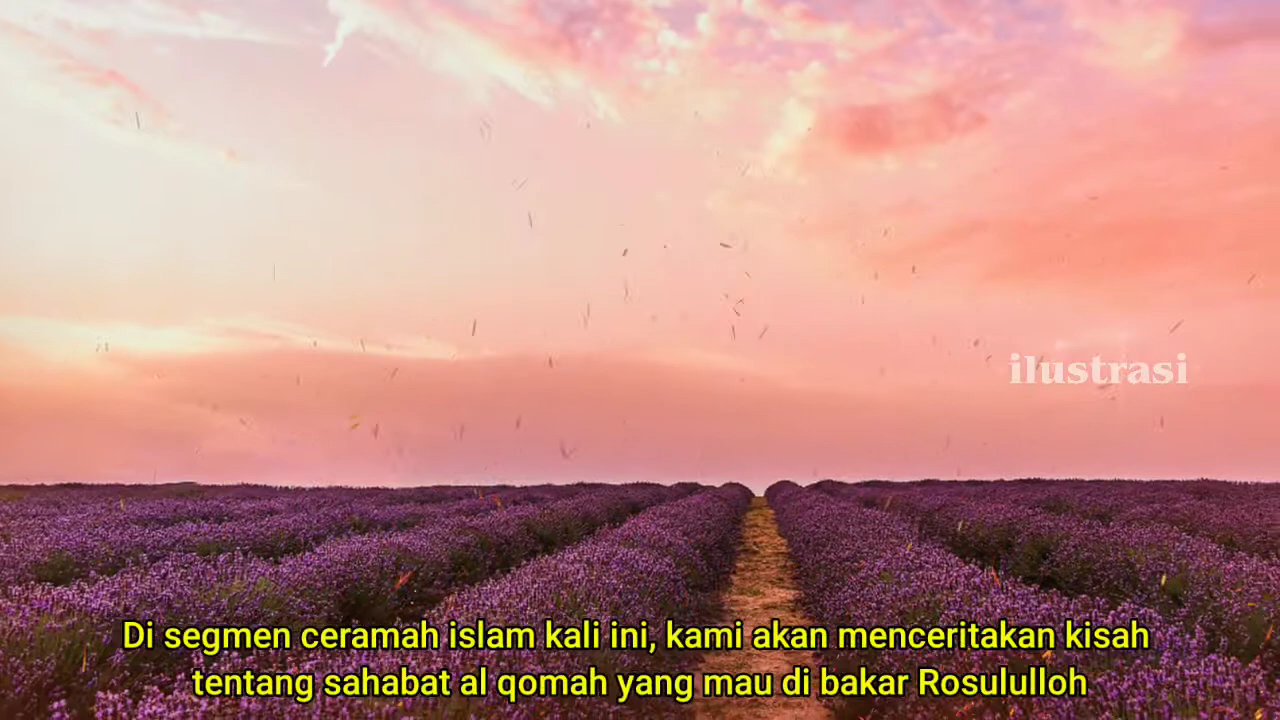 ilustrasi
Di segmen ceramah islam kali ini, kami akan menceritakan kisah
tentang sahabat al qomah yang mau di bakar Rosululloh